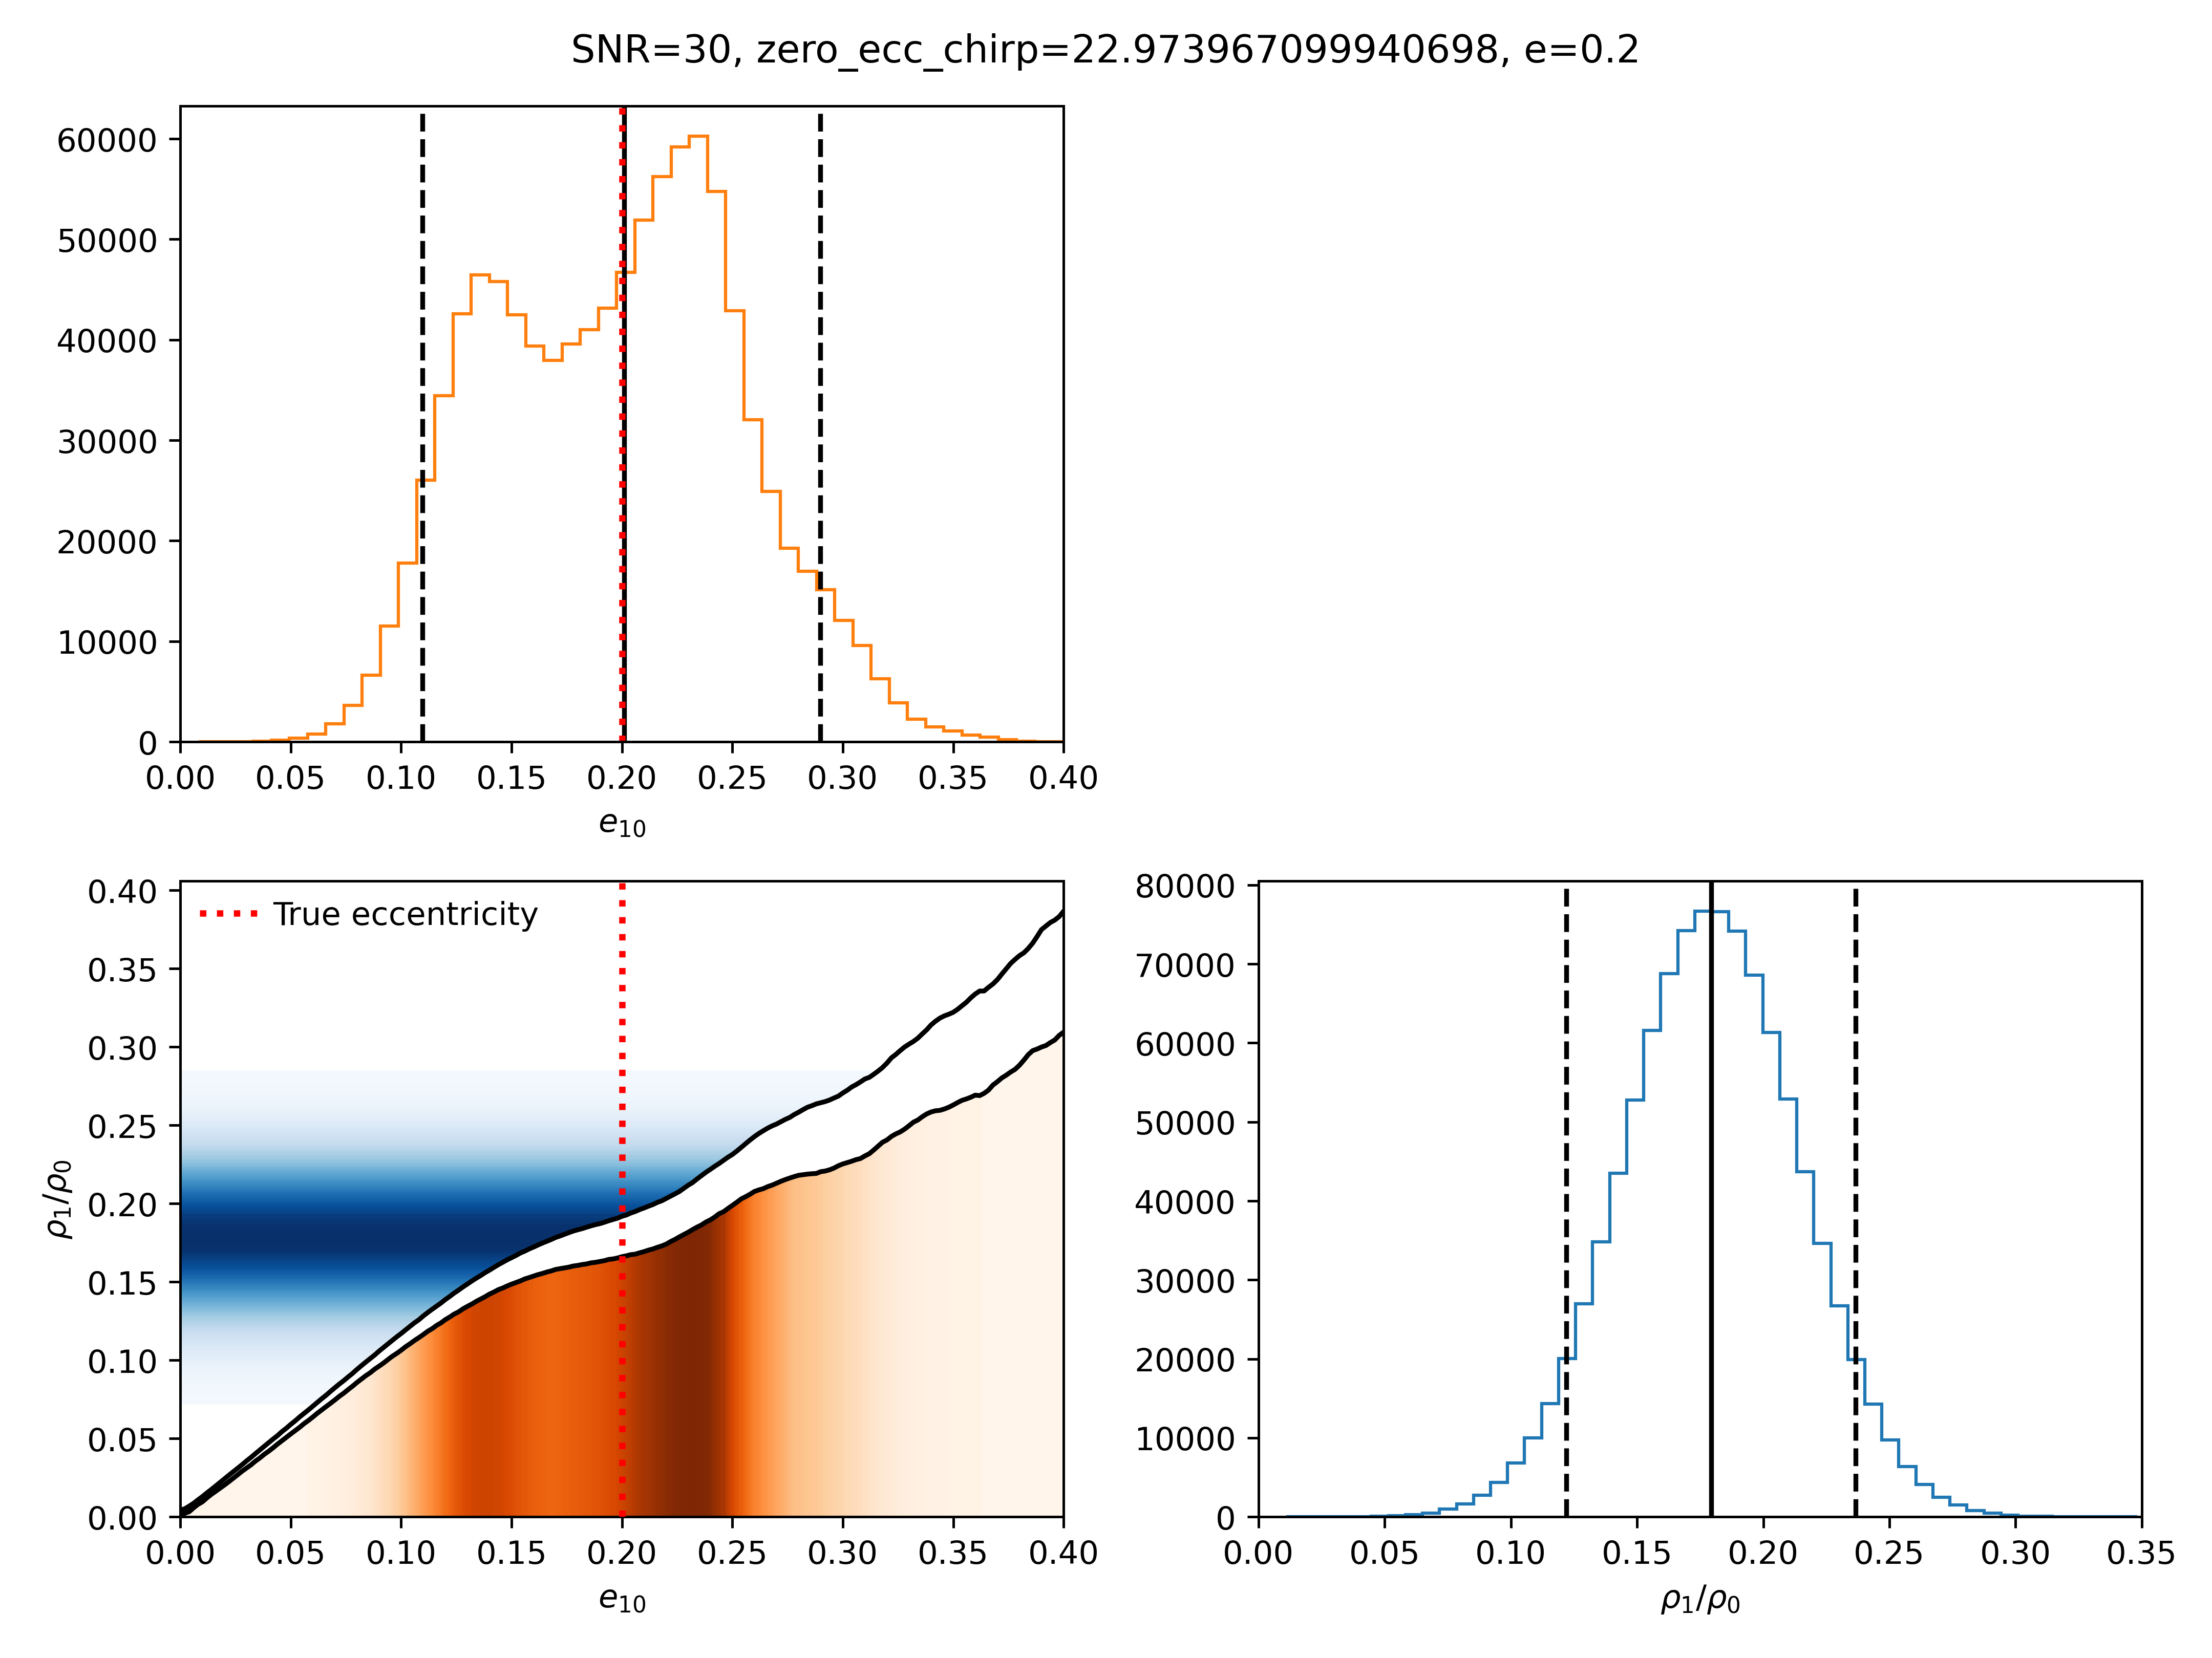 SNR=30, zero_ecc_chirp=22.973967099940698, e=0.2
60000
50000
40000
30000
20000
10000
0
0.00 0.05 0.10 0.15 0.20 0.25 0.30 0.35 0.40
e₁₀
True eccentricity
0.40
0.35
0.30
0.25
0.20
0.15
0.10
0.05
0.00
ρ₁/ρ₀
0.00 0.05 0.10 0.15 0.20 0.25 0.30 0.35 0.40
e₁₀
80000
70000
60000
50000
40000
30000
20000
10000
0
0.00 0.05 0.10 0.15 0.20 0.25 0.30 0.35
ρ₁/ρ₀